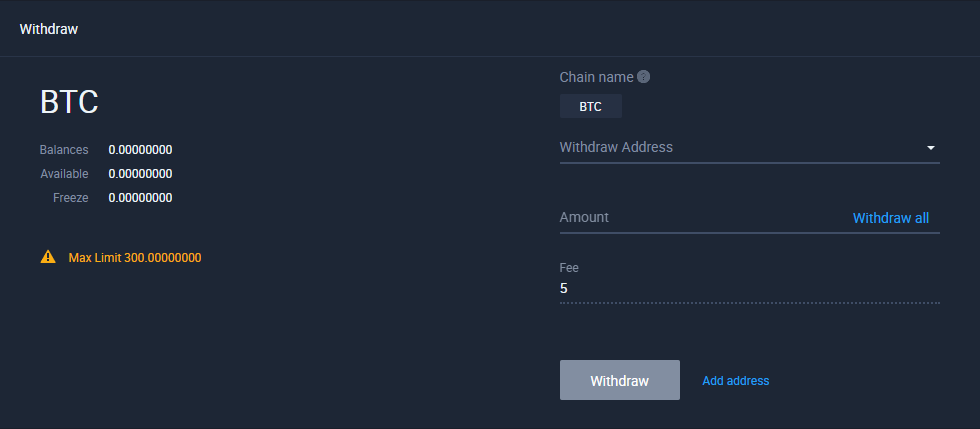 Withdraw
BTC
Balances 0.00000000
Available 0.00000000
Freeze 0.00000000
Max Limit 300.00000000
Chain name
BTC
Withdraw Address
Amount Withdraw all
Fee
5
Withdraw Add address